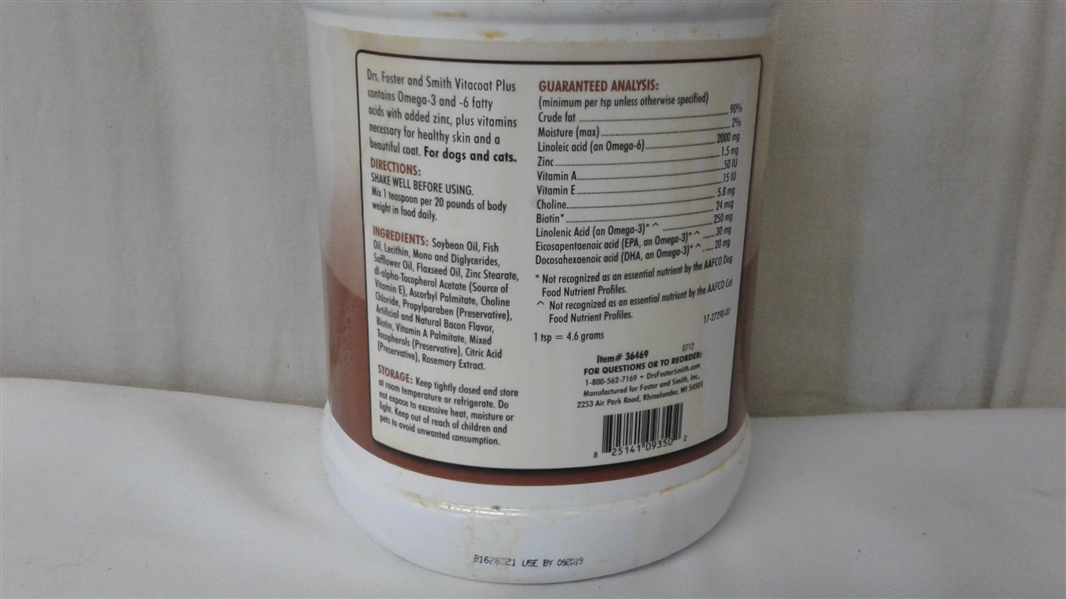 Drs. Foster and Smith Vitacoat Plus
contains Omega-3 and -6 fatty
acids with added zinc, plus vitamins
necessary for healthy skin and a
beautiful coat. For dogs and cats.
DIRECTIONS:
SHAKE WELL BEFORE USING.
Mix 1 teaspoon per 20 pounds of body
weight in food daily.
INGREDIENTS: Soybean Oil, Fish
Oil, Lecithin, Mono and Diglycerides,
Safflower Oil, Flaxseed Oil, Zinc Stearate,
dl-alpha-Tocopherol Acetate (Source of
Vitamin E), Ascorbyl Palmitate, Choline
Chloride, Propylparaben (Preservative),
Artificial and Natural Bacon Flavor,
Biotin, Vitamin A Palmitate, Mixed
Tocopherols (Preservative), Citric Acid
(Preservative), Rosemary Extract.
STORAGE: Keep tightly closed and store
at room temperature or refrigerate. Do
not expose to excessive heat, moisture or
light. Keep out of reach of children and
pets to avoid unwanted consumption.
GUARANTEED ANALYSIS:
(minimum per tsp unless otherwise specified)
Crude fat 90%
Moisture (max) 2%
Linoleic acid (an Omega-6) 2000 mg
Zinc 1.5 mg
Vitamin A 50 IU
Vitamin E 15 IU
Choline 5.8 mg
Biotin* 24 mcg
Linolenic Acid (an Omega-3)* ^ 250 mg
Eicosapentaenoic acid (EPA, an Omega-3)* ^ 30 mg
Docosahexaenoic acid (DHA, an Omega-3)* ^ 20 mg
* Not recognized as an essential nutrient by the AAFCO Dog
Food Nutrient Profiles.
^ Not recognized as an essential nutrient by the AAFCO Cat
Food Nutrient Profiles.
17-27290-01
1 tsp = 4.6 grams
0712
Item# 36469
FOR QUESTIONS OR TO REORDER:
1-800-562-7169 • DrsFosterSmith.com
Manufactured for Foster and Smith, Inc.,
2253 Air Park Road, Rhinelander, WI 54501
8 25141 09350 2
USE BY